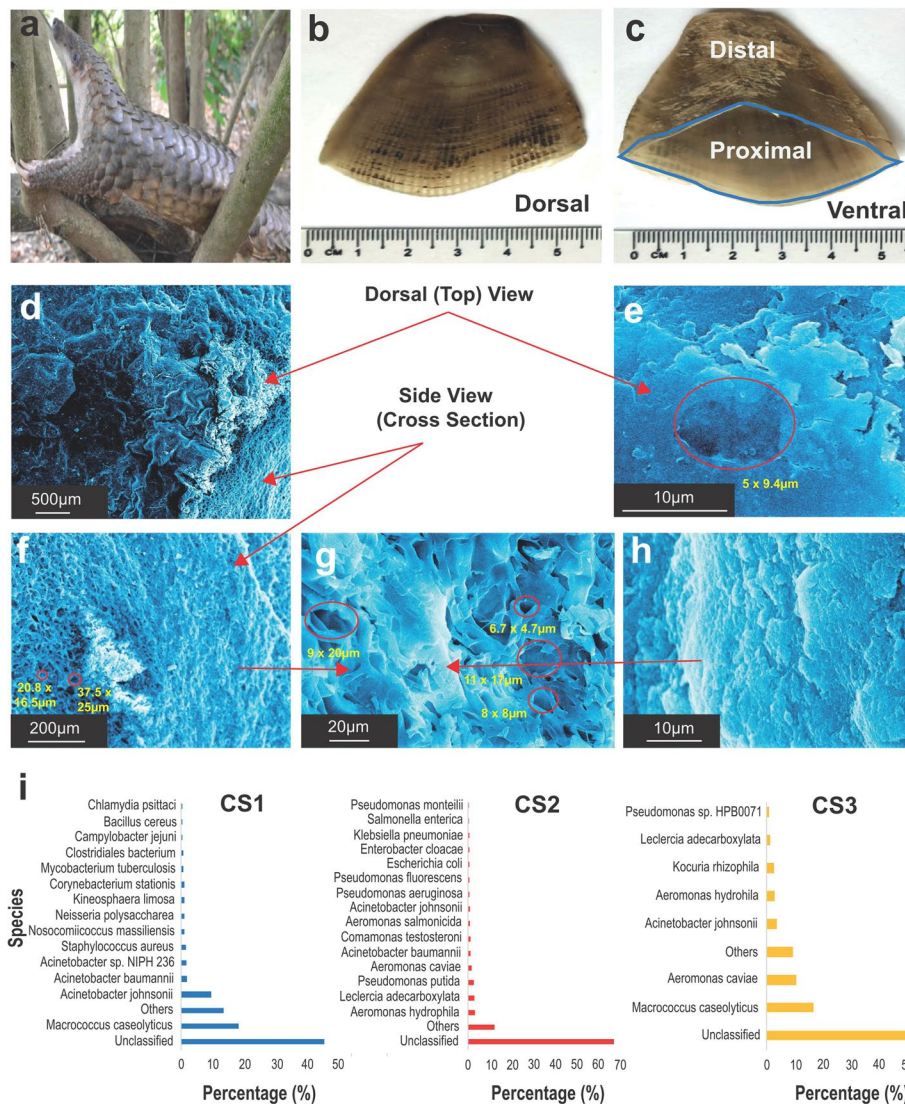 a
b
c
Distal
Proximal
Dorsal
Ventral
0 CM 1 2 3 4 5
0 CM 1 2 3 4 5
Dorsal (Top) View
Side View
(Cross Section)
d
500µm
e
5 x 9.4µm
10µm
f
20.8 x
16.5µm
37.5 x
25µm
200µm
g
9 x 20µm
6.7 x 4.7µm
11 x 17µm
8 x 8µm
20µm
h
10µm
i
CS1
Species
Chlamydia psittaci
Bacillus cereus
Campylobacter jejuni
Clostridiales bacterium
Mycobacterium tuberculosis
Corynebacterium stationis
Kineosphaera limosa
Neisseria polysaccharea
Nosocomiicoccus massiliensis
Staphylococcus aureus
Acinetobacter sp. NIPH 236
Acinetobacter baumannii
Acinetobacter johnsonii
Others
Macrococcus caseolyticus
Unclassified
0 10 20 30 40 50
Percentage (%)
CS2
Pseudomonas monteilii
Salmonella enterica
Klebsiella pneumoniae
Enterobacter cloacae
Escherichia coli
Pseudomonas fluorescens
Pseudomonas aeruginosa
Acinetobacter johnsonii
Aeromonas salmonicida
Comamonas testosteroni
Acinetobacter baumannii
Aeromonas caviae
Pseudomonas putida
Leclercia adecarboxylata
Aeromonas hydrophila
Others
Unclassified
0 10 20 30 40 50 60 70
Percentage (%)
CS3
Pseudomonas sp. HPB0071
Leclercia adecarboxylata
Kocuria rhizophila
Aeromonas hydrohila
Acinetobacter johnsonii
Others
Aeromonas caviae
Macrococcus caseolyticus
Unclassified
0 10 20 30 40
Percentage (%)